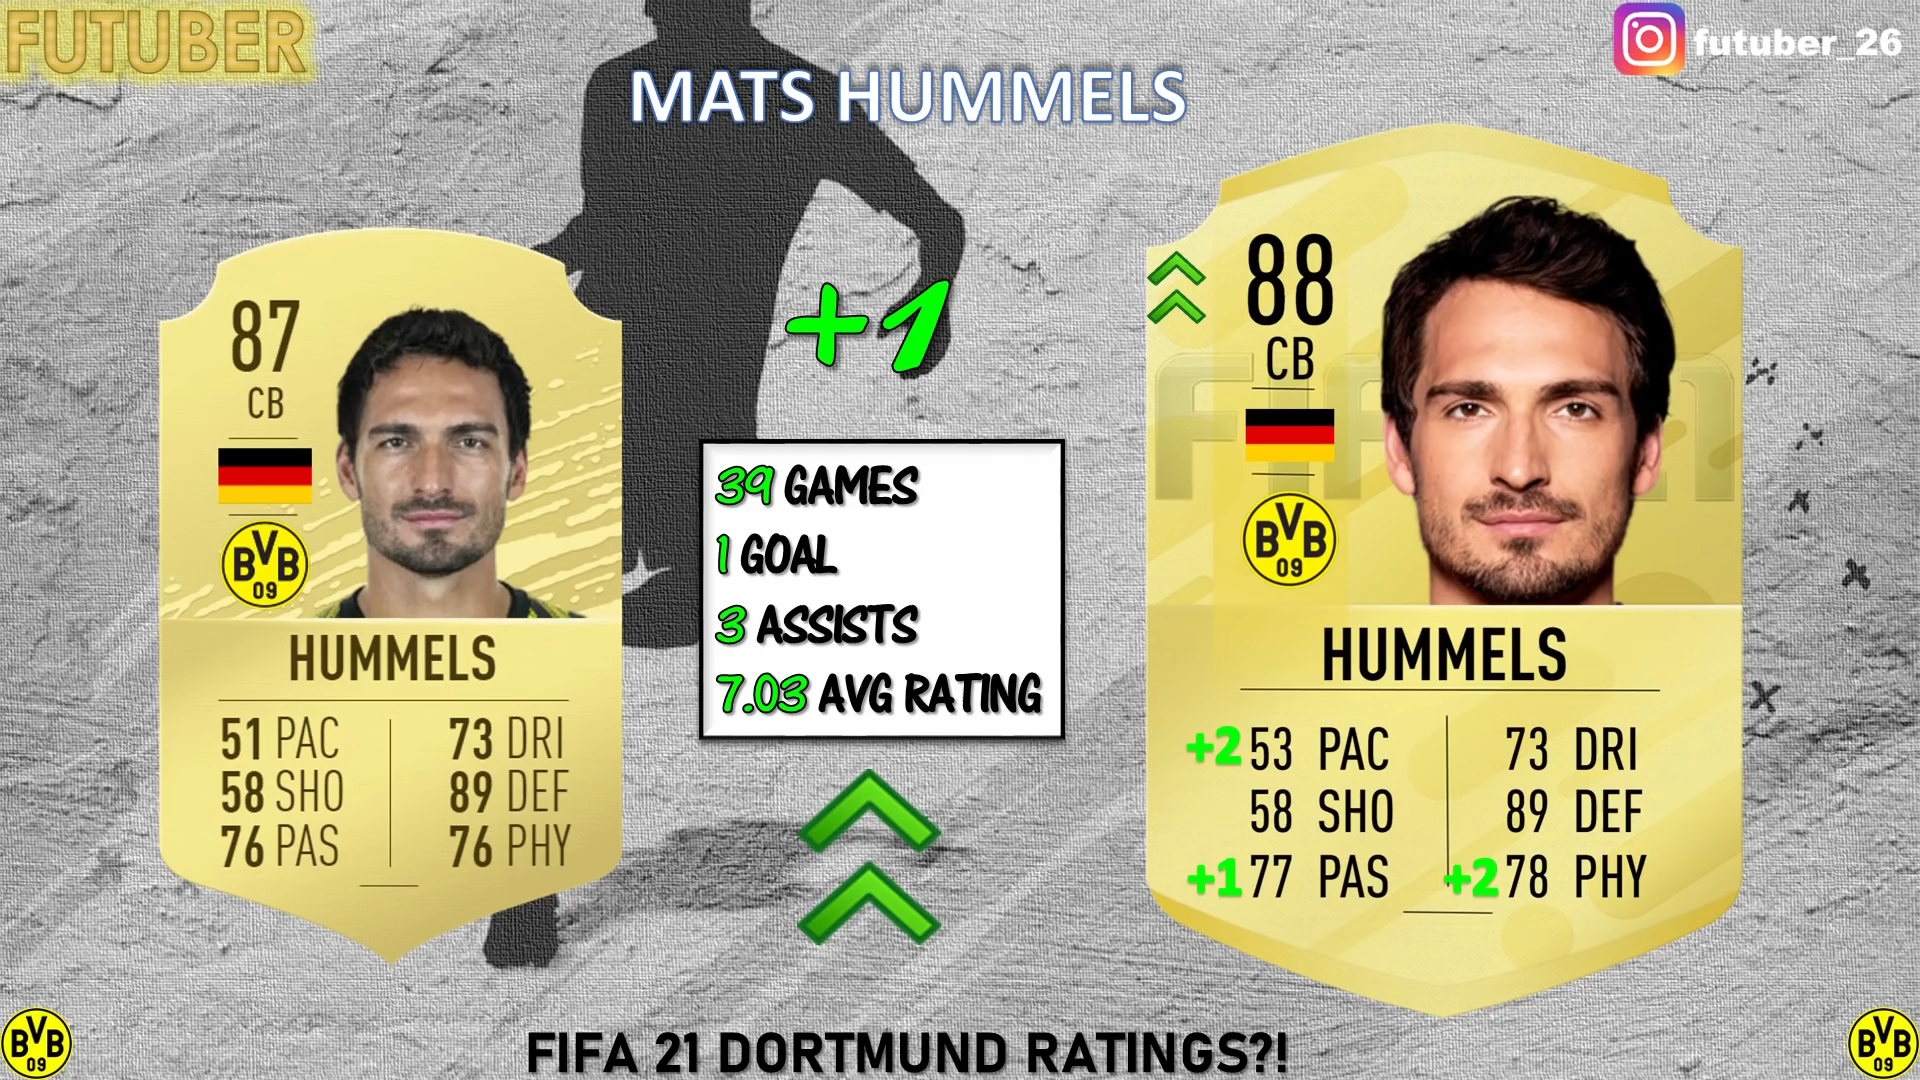 FUTUBER
futuber_26
MATS HUMMELS
87
CB
BVB
09
HUMMELS
51 PAC
73 DRI
58 SHO
89 DEF
76 PAS
76 PHY
+1
39 GAMES
1 GOAL
3 ASSISTS
7.03 AVG RATING
88
CB
FIFA 21
BVB
09
HUMMELS
+2 53 PAC
73 DRI
58 SHO
89 DEF
+1 77 PAS
+2 78 PHY
BVB
09
FIFA 21 DORTMUND RATINGS?!
BVB
09